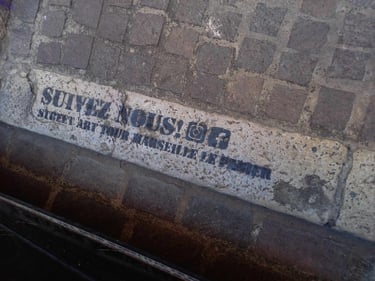 SUIVEZ NOUS!
STREET ART TOUR MARSEILLE LE PANIER